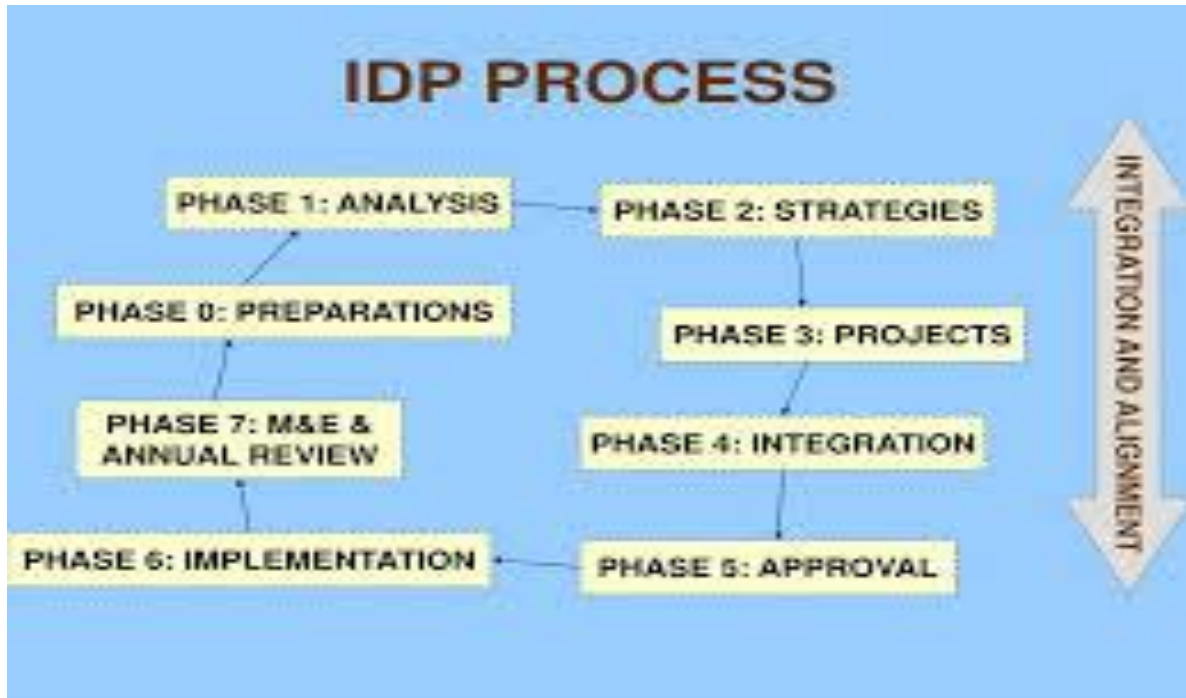 IDP PROCESS
PHASE 1: ANALYSIS
PHASE 2: STRATEGIES
PHASE 0: PREPARATIONS
PHASE 3: PROJECTS
PHASE 7: M&E &
ANNUAL REVIEW
PHASE 4: INTEGRATION
PHASE 6: IMPLEMENTATION
PHASE 5: APPROVAL
INTEGRATION AND ALIGNMENT